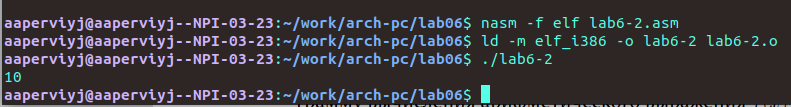 aaperviyj@aaperviyj--NPI-03-23:~/work/arch-pc/lab06$ nasm -f elf lab6-2.asm
aaperviyj@aaperviyj--NPI-03-23:~/work/arch-pc/lab06$ ld -m elf_i386 -o lab6-2 lab6-2.o
aaperviyj@aaperviyj--NPI-03-23:~/work/arch-pc/lab06$ ./lab6-2
10
aaperviyj@aaperviyj--NPI-03-23:~/work/arch-pc/lab06$